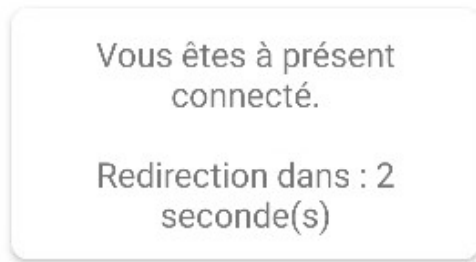 Vous êtes à présent
connecté.
Redirection dans : 2
seconde(s)